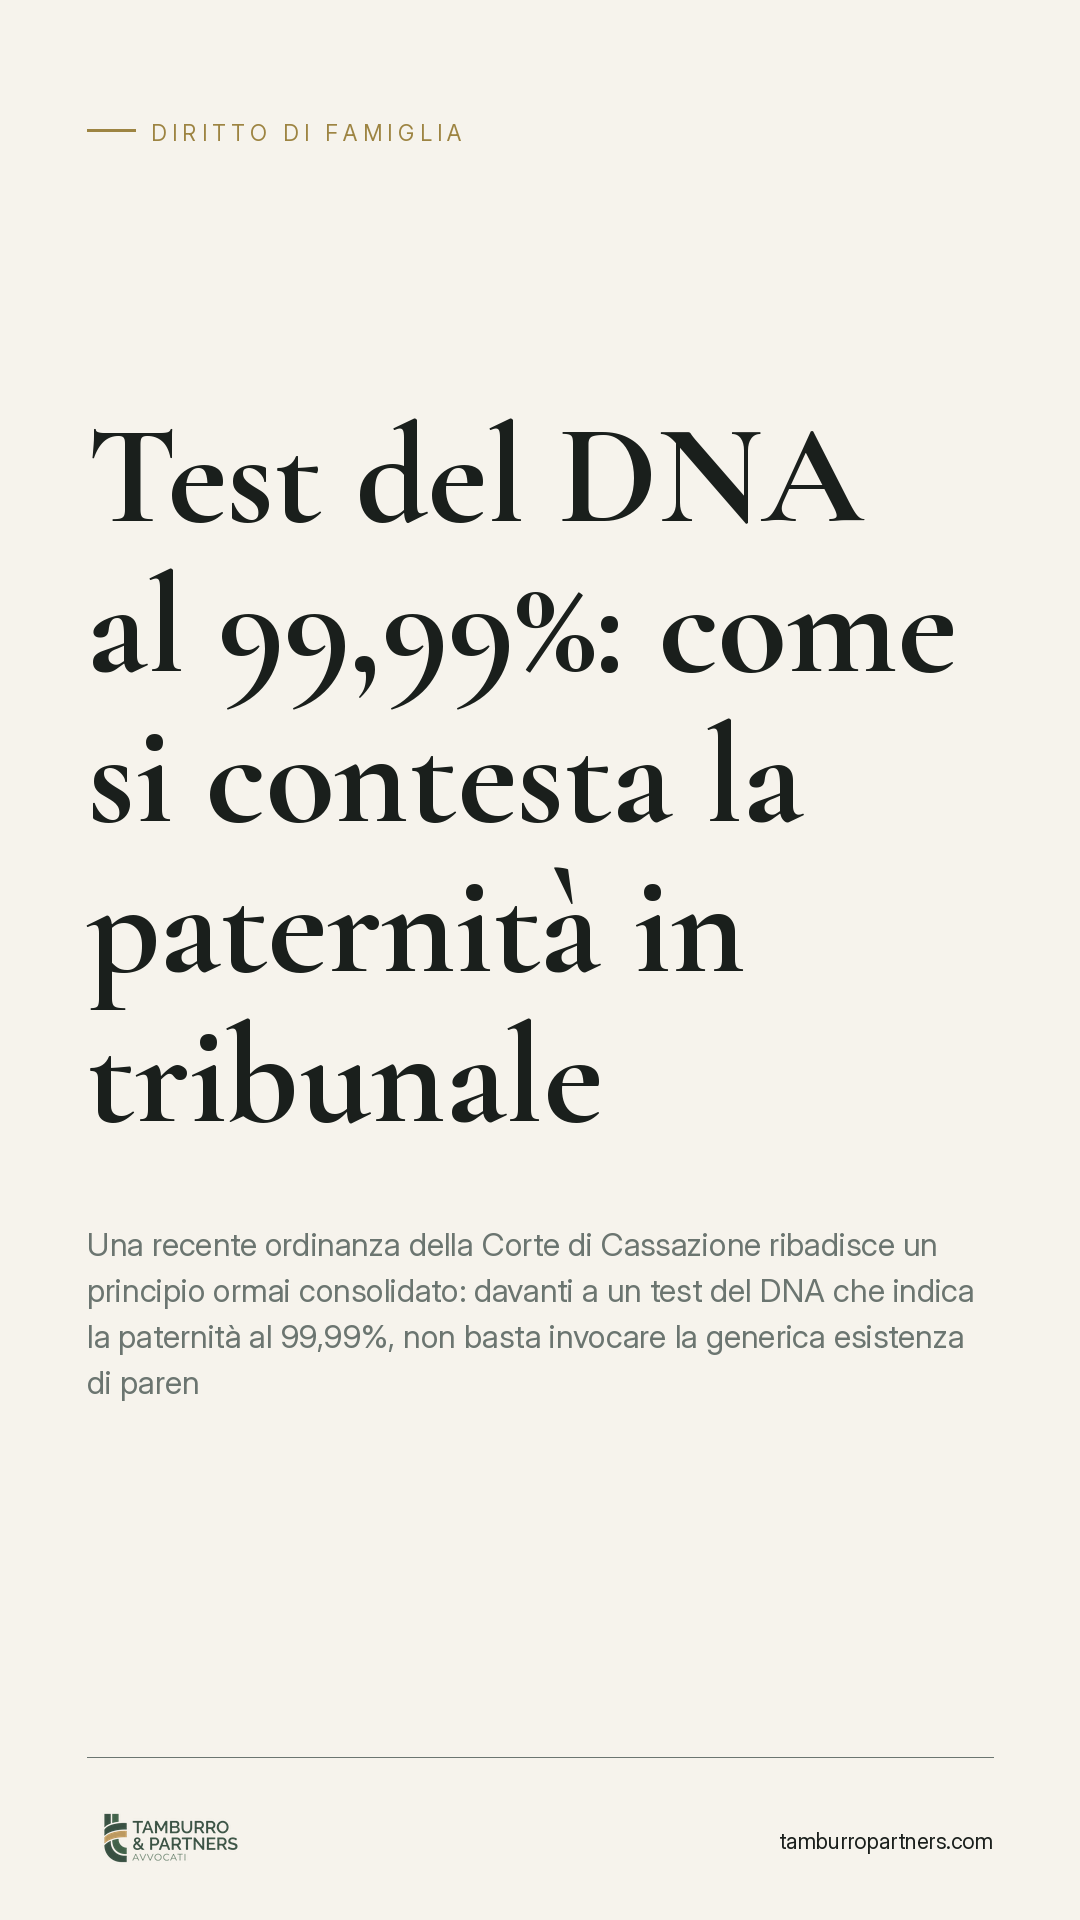 DIRITTO DI FAMIGLIA
Test del DNA
al 99,99%: come
si contesta la
paternità in
tribunale
Una recente ordinanza della Corte di Cassazione ribadisce un
principio ormai consolidato: davanti a un test del DNA che indica
la paternità al 99,99%, non basta invocare la generica esistenza
di paren
TAMBURRO
& PARTNERS
AVVOCATI
tamburropartners.com